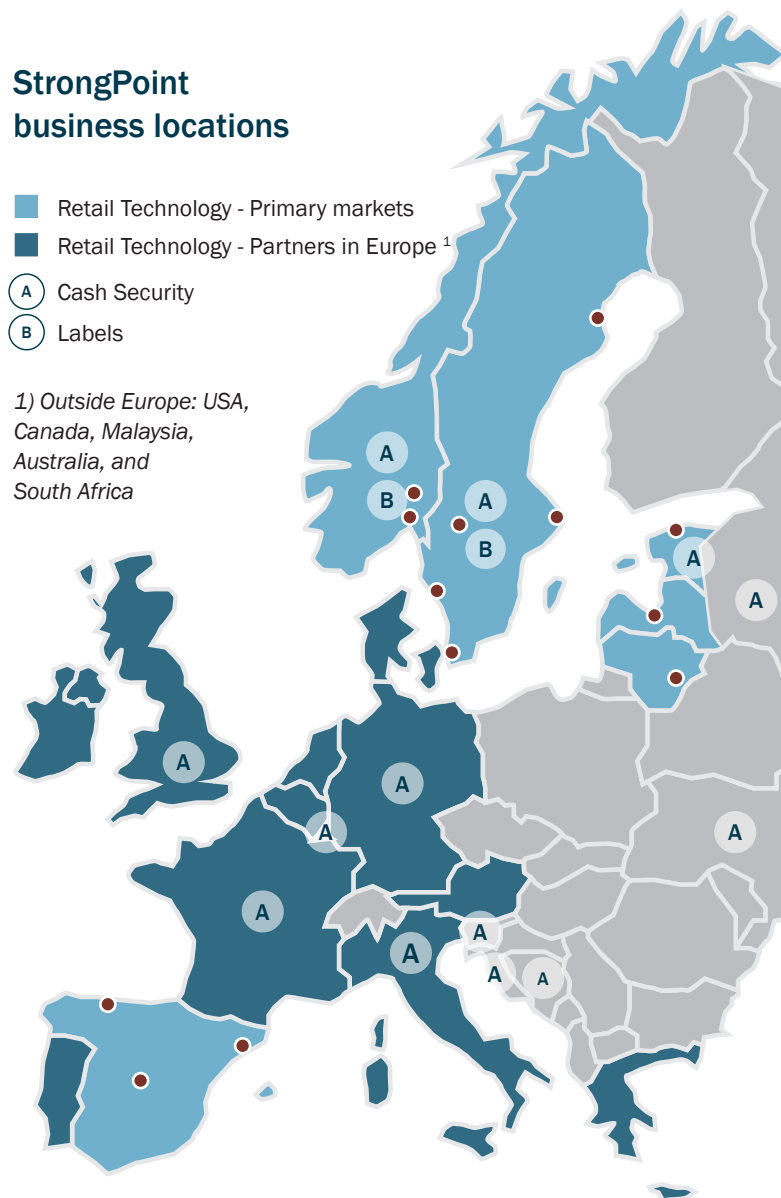 StrongPoint
business locations
Retail Technology - Primary markets
Retail Technology - Partners in Europe ¹
A Cash Security
B Labels
1) Outside Europe: USA,
Canada, Malaysia,
Australia, and
South Africa
A
B
A
B
A
A
A
A
A
A
A
A
A
A
A